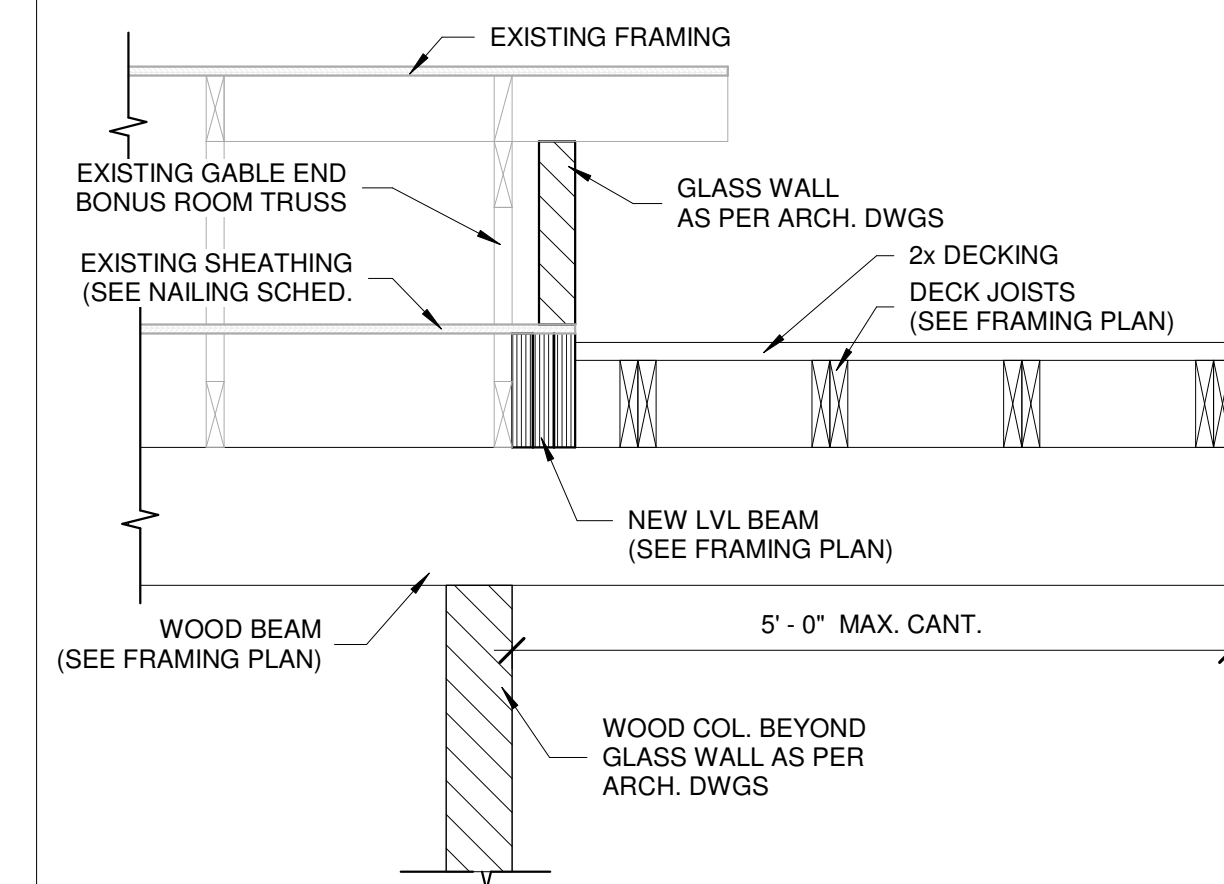 EXISTING FRAMING
EXISTING GABLE END
BONUS ROOM TRUSS
GLASS WALL
AS PER ARCH. DWGS
EXISTING SHEATHING
(SEE NAILING SCHED.
2x DECKING
DECK JOISTS
(SEE FRAMING PLAN)
NEW LVL BEAM
(SEE FRAMING PLAN)
WOOD BEAM
(SEE FRAMING PLAN)
5' - 0" MAX. CANT.
WOOD COL. BEYOND
GLASS WALL AS PER
ARCH. DWGS